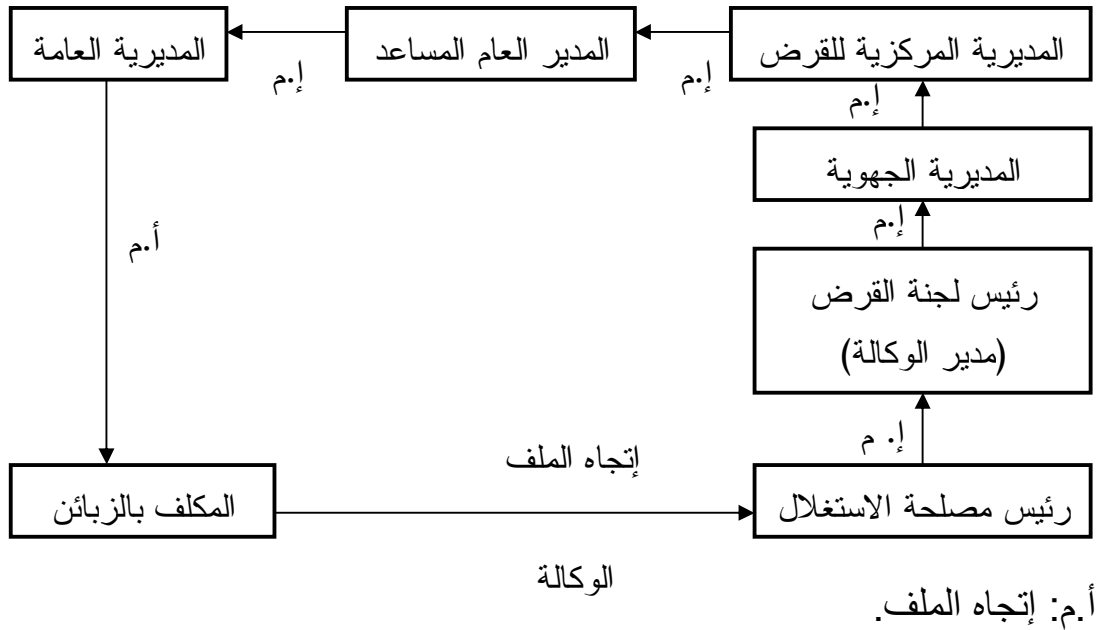 المديرية المركزية للقرض
المدير العام المساعد
المديرية العامة
إ.م
إ.م
إ.م
المديرية الجهوية
إ.م
أ.م
رئيس لجنة القرض
(مدير الوكالة)
إ. م
إتجاه الملف
رئيس مصلحة الاستغلال
المكلف بالزبائن
الوكالة
أ.م: إتجاه الملف.